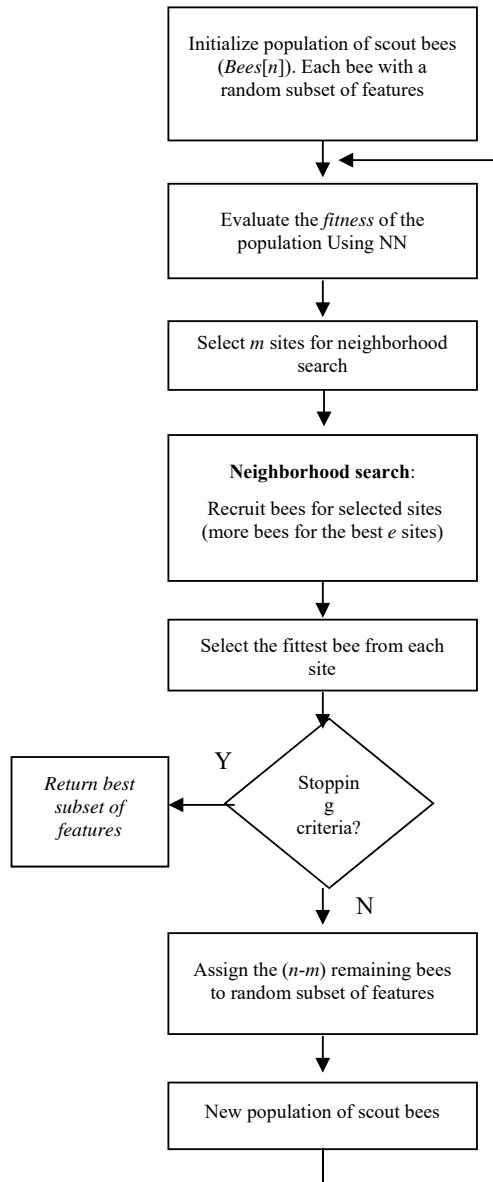 Initialize population of scout bees
(Bees[n]). Each bee with a
random subset of features
Evaluate the fitness of the
population Using NN
Select m sites for neighborhood
search
Neighborhood search:
Recruit bees for selected sites
(more bees for the best e sites)
Select the fittest bee from each
site
Y
Return best
subset of
features
Stoppin
g
criteria?
N
Assign the (n-m) remaining bees
to random subset of features
New population of scout bees